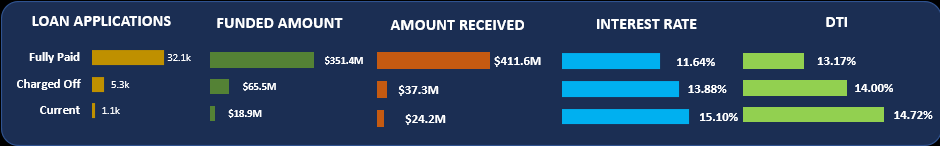 LOAN APPLICATIONS FUNDED AMOUNT AMOUNT RECEIVED INTEREST RATE DTI
Fully Paid 32.1k $351.4M $411.6M 11.64% 13.17%
Charged Off 5.3k $65.5M $37.3M 13.88% 14.00%
Current 1.1k $18.9M $24.2M 15.10% 14.72%